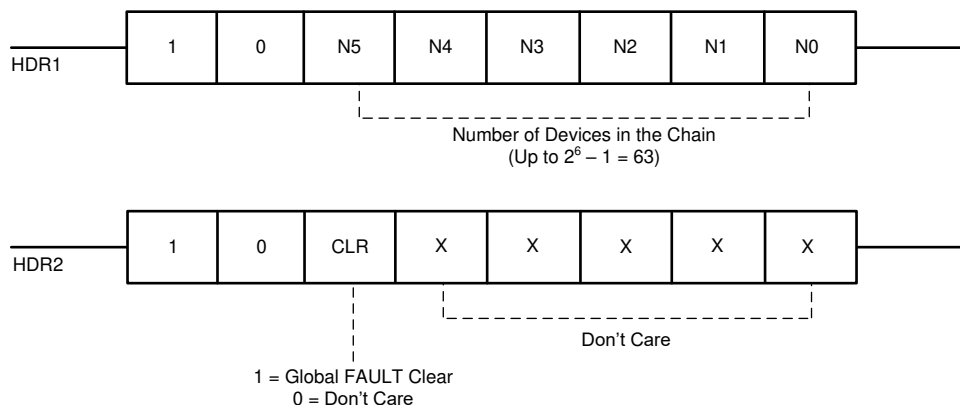 1 0 N5 N4 N3 N2 N1 N0
HDR1
Number of Devices in the Chain
(Up to 2⁶ – 1 = 63)
1 0 CLR X X X X X
HDR2
Don't Care
1 = Global FAULT Clear
0 = Don't Care